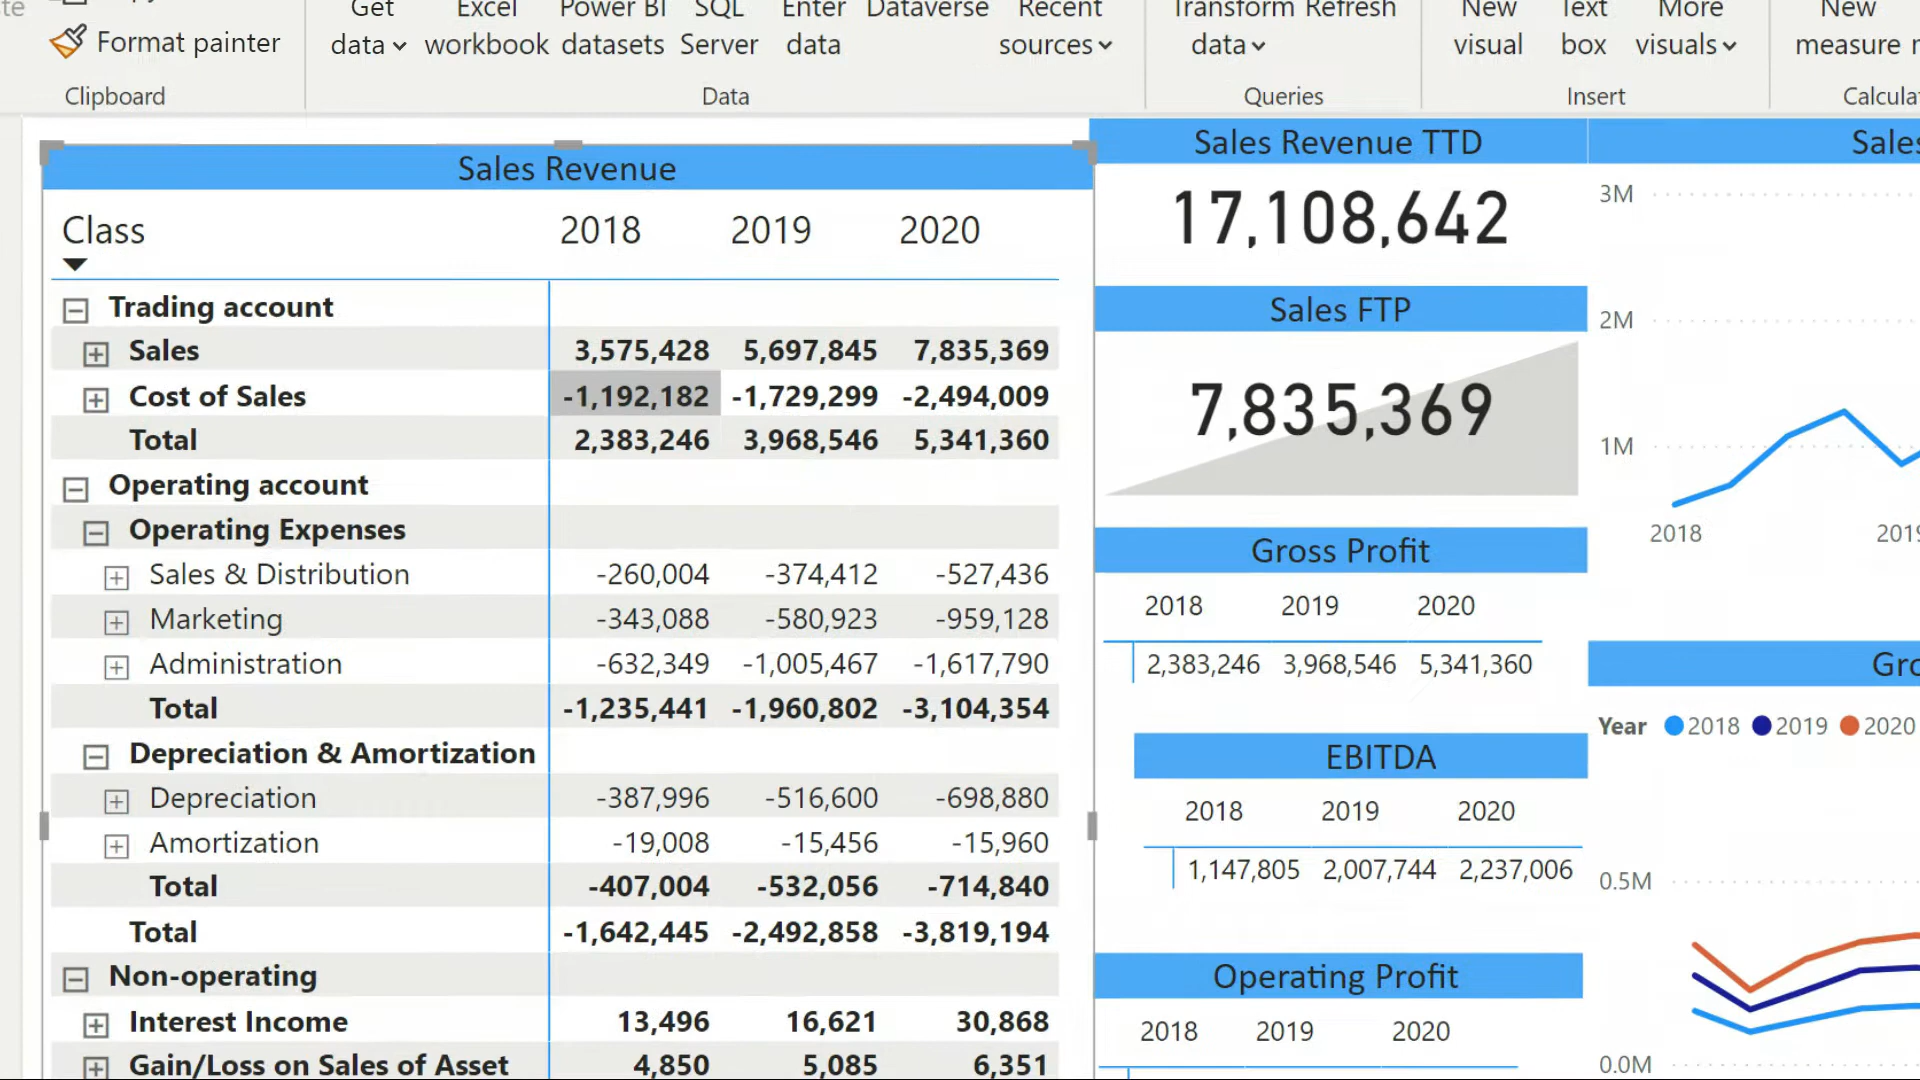 Format painter
Clipboard
Get data
Excel workbook
Power BI datasets
SQL Server
Enter data
Dataverse
Recent sources
Data
Transform data
Refresh
Queries
New visual
Text box
More visuals
Insert
New measure
Sales Revenue
Class 2018 2019 2020
Trading account
Sales 3,575,428 5,697,845 7,835,369
Cost of Sales -1,192,182 -1,729,299 -2,494,009
Total 2,383,246 3,968,546 5,341,360
Operating account
Operating Expenses
Sales & Distribution -260,004 -374,412 -527,436
Marketing -343,088 -580,923 -959,128
Administration -632,349 -1,005,467 -1,617,790
Total -1,235,441 -1,960,802 -3,104,354
Depreciation & Amortization
Depreciation -387,996 -516,600 -698,880
Amortization -19,008 -15,456 -15,960
Total -407,004 -532,056 -714,840
Total -1,642,445 -2,492,858 -3,819,194
Non-operating
Interest Income 13,496 16,621 30,868
Gain/Loss on Sales of Asset 4,850 5,085 6,351
Sales Revenue TTD
17,108,642
Sales FTP
7,835,369
Gross Profit
2018 2019 2020
2,383,246 3,968,546 5,341,360
EBITDA
2018 2019 2020
1,147,805 2,007,744 2,237,006
Operating Profit
2018 2019 2020
Sales
3M
2M
1M
2018 2019
Year 2018 2019 2020
0.5M
0.0M